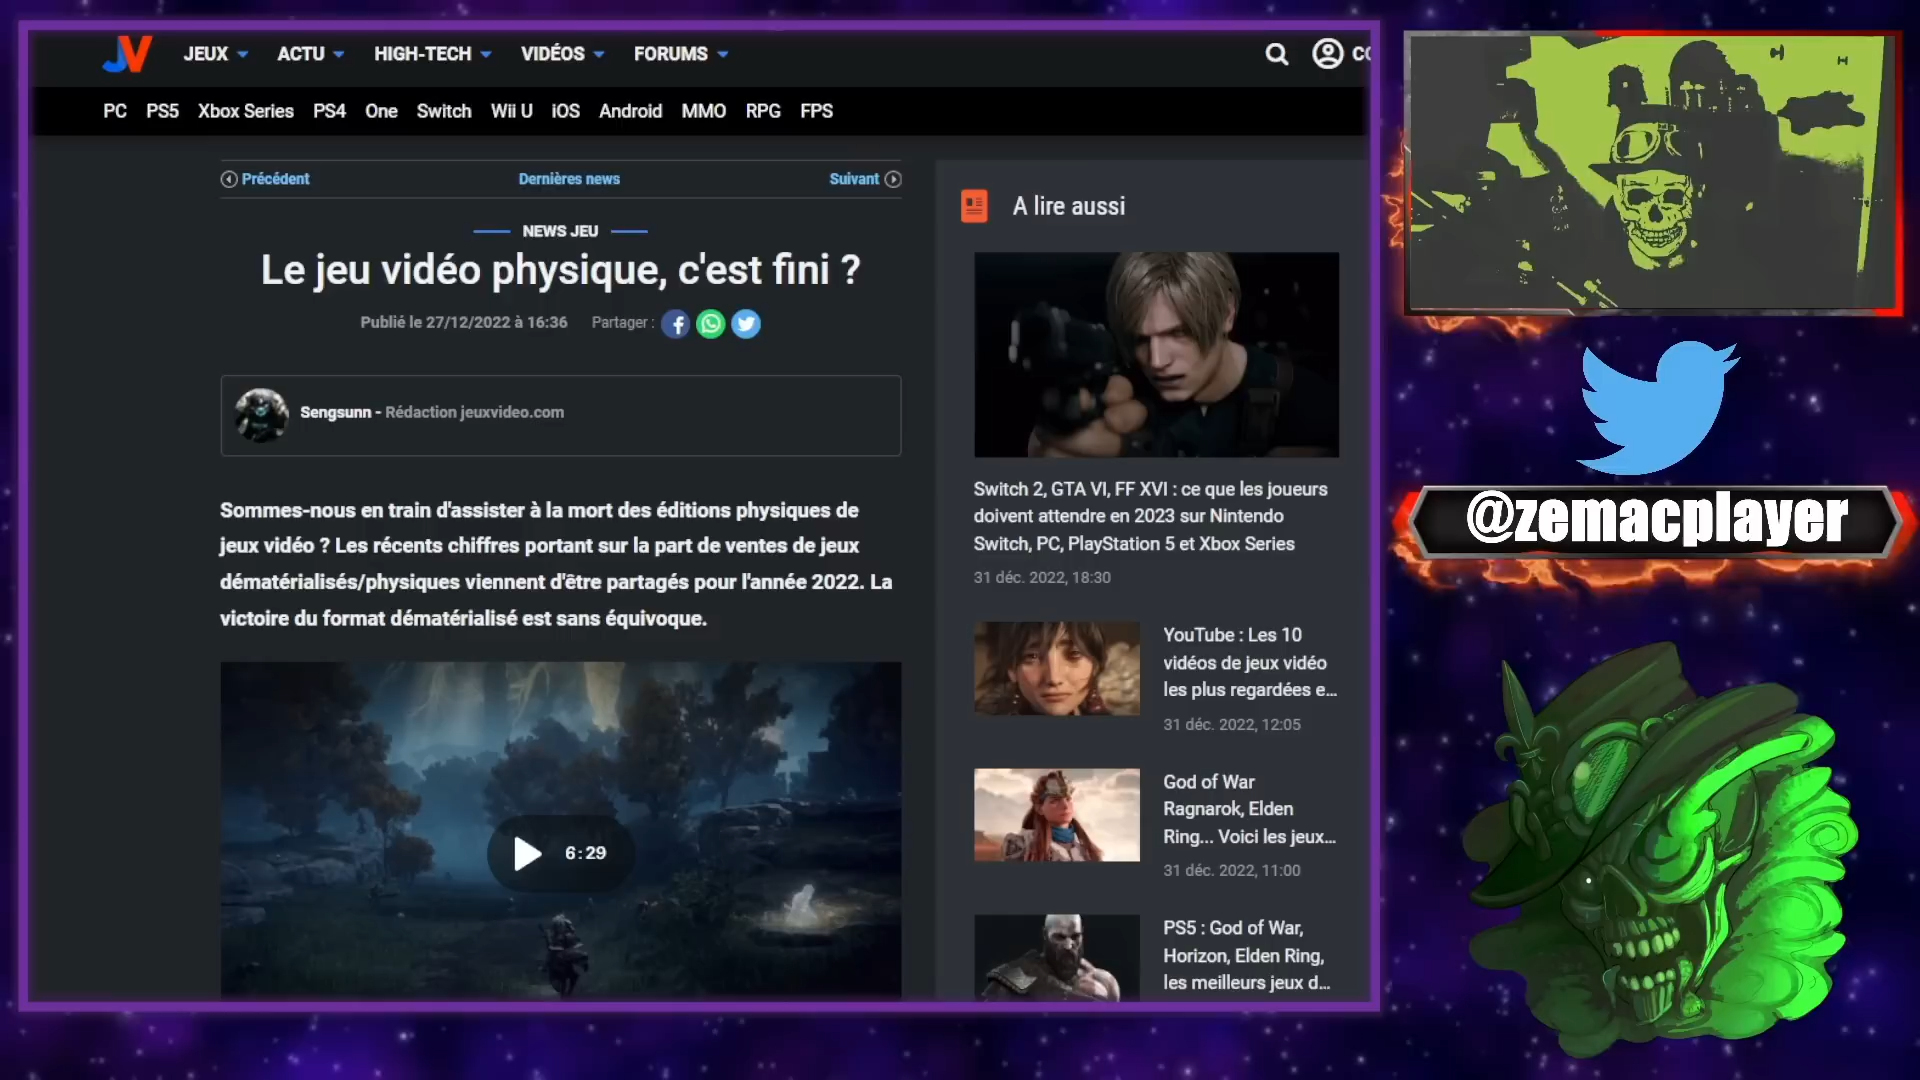 JV
JEUX
ACTU
HIGH-TECH
VIDÉOS
FORUMS
PC
PS5
Xbox Series
PS4
One
Switch
Wii U
iOS
Android
MMO
RPG
FPS
Précédent
Dernières news
Suivant
NEWS JEU
Le jeu vidéo physique, c'est fini ?
Publié le 27/12/2022 à 16:36
Partager :
Sengsunn - Rédaction jeuxvideo.com
Sommes-nous en train d'assister à la mort des éditions physiques de
jeux vidéo ? Les récents chiffres portant sur la part de ventes de jeux
dématérialisés/physiques viennent d'être partagés pour l'année 2022. La
victoire du format dématérialisé est sans équivoque.
6:29
A lire aussi
Switch 2, GTA VI, FF XVI : ce que les joueurs
doivent attendre en 2023 sur Nintendo
Switch, PC, PlayStation 5 et Xbox Series
31 déc. 2022, 18:30
YouTube : Les 10
vidéos de jeux vidéo
les plus regardées e...
31 déc. 2022, 12:05
God of War
Ragnarok, Elden
Ring... Voici les jeux...
31 déc. 2022, 11:00
PS5 : God of War,
Horizon, Elden Ring,
les meilleurs jeux d...
@zemacplayer